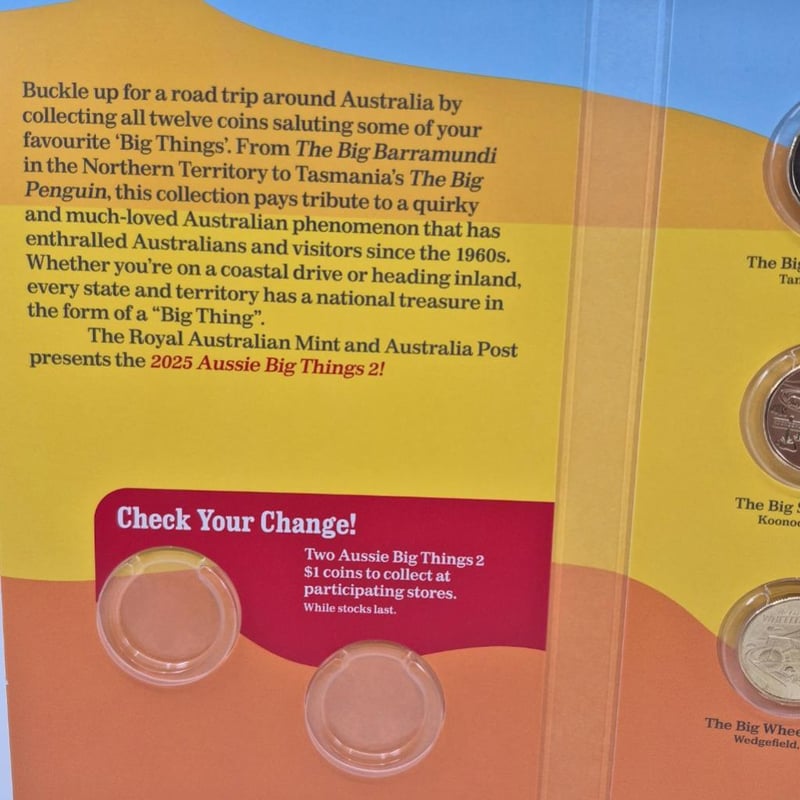 Buckle up for a road trip around Australia by
collecting all twelve coins saluting some of your
favourite ‘Big Things’. From The Big Barramundi
in the Northern Territory to Tasmania’s The Big
Penguin, this collection pays tribute to a quirky
and much-loved Australian phenomenon that has
enthralled Australians and visitors since the 1960s.
Whether you’re on a coastal drive or heading inland,
every state and territory has a national treasure in
the form of a “Big Thing”.
The Royal Australian Mint and Australia Post
presents the 2025 Aussie Big Things 2!
Check Your Change!
Two Aussie Big Things 2
$1 coins to collect at
participating stores.
While stocks last.
The Big
The Big
The Big
Wedgefield,